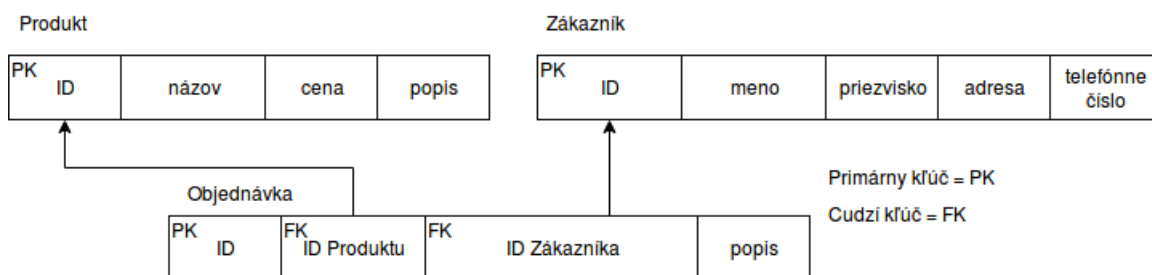 Produkt
Zákazník
PK ID názov cena popis
PK ID meno priezvisko adresa telefónne číslo
Objednávka
Primárny kľúč = PK
Cudzí kľúč = FK
PK ID FK ID Produktu FK ID Zákazníka popis